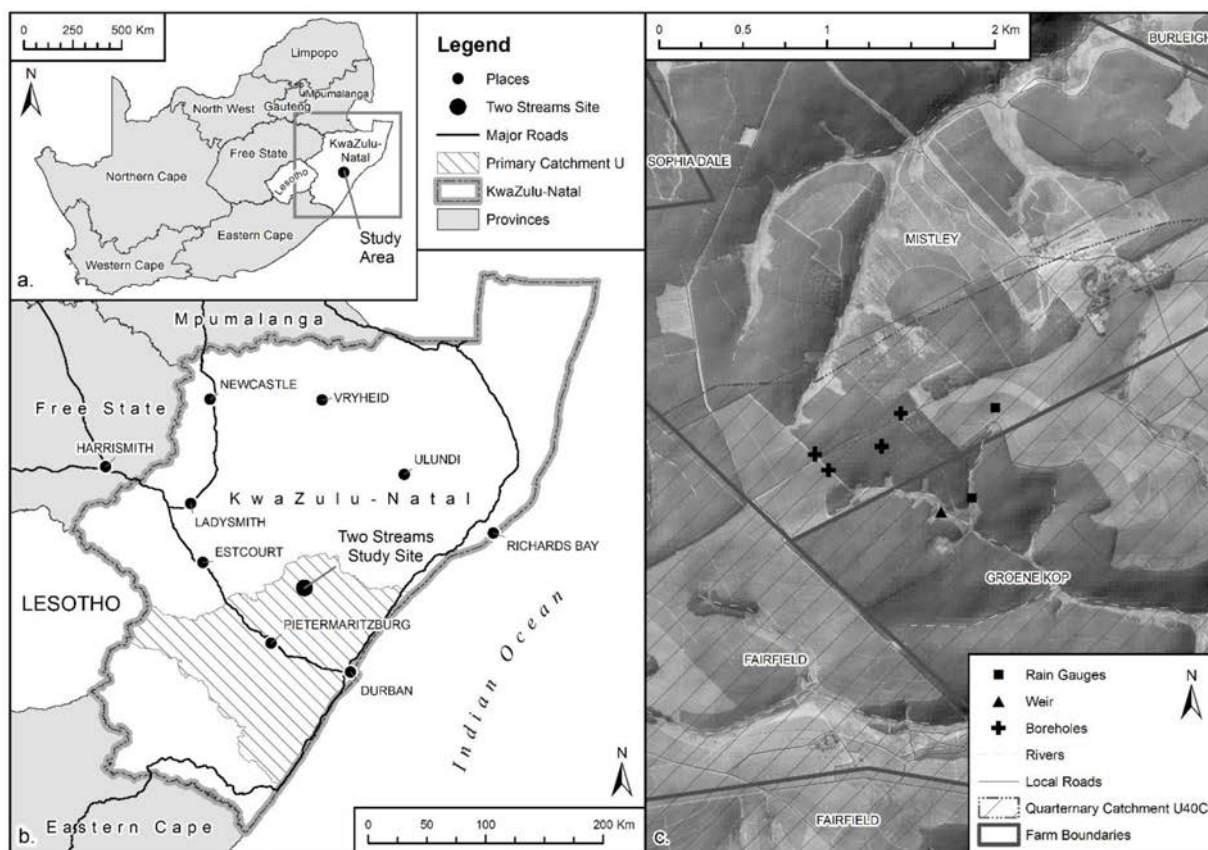 0 250 500 Km
N
Limpopo
Mpumalanga
North West
Gauteng
Free State
KwaZulu-
Natal
Lesotho
Northern Cape
Eastern Cape
Western Cape
Study
Area
a.
Legend
Places
Two Streams Site
Major Roads
Primary Catchment U
KwaZulu-Natal
Provinces
Mpumalanga
NEWCASTLE
VRYHEID
Free State
HARRISMITH
ULUNDI
KwaZulu-Natal
LADYSMITH
Two Streams
Study Site
RICHARDS BAY
ESTCOURT
LESOTHO
PIETERMARITZBURG
DURBAN
Indian Ocean
N
Eastern Cape
b.
0 50 100 200 Km
0 0.5 1 2 Km
BURLEIGH
SOPHIA DALE
MISTLEY
GROENE KOP
FAIRFIELD
FAIRFIELD
c.
Rain Gauges
Weir
N
Boreholes
Rivers
Local Roads
Quarternary Catchment U40C
Farm Boundaries